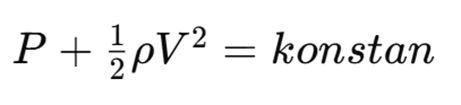 P + ½ρV² = konstan